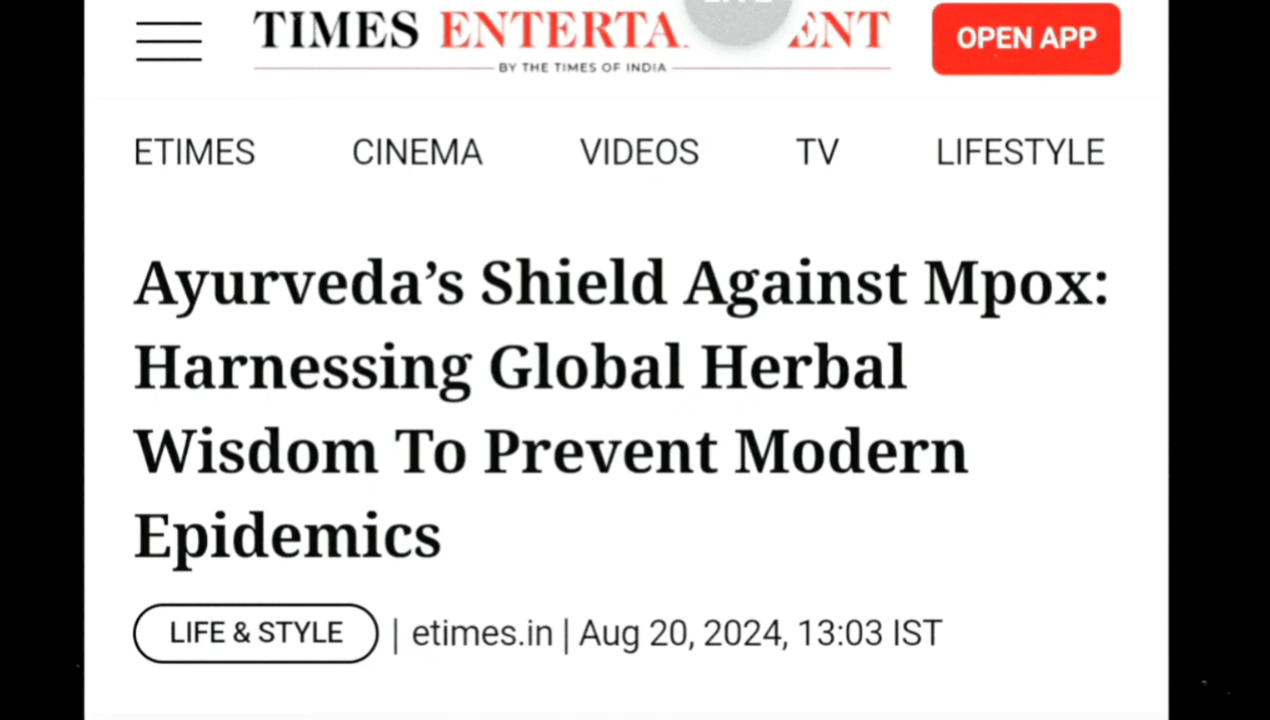 TIMES
BY THE TIMES OF INDIA
OPEN APP
ETIMES CINEMA VIDEOS TV LIFESTYLE
Ayurveda’s Shield Against Mpox:
Harnessing Global Herbal
Wisdom To Prevent Modern
Epidemics
LIFE & STYLE | etimes.in | Aug 20, 2024, 13:03 IST